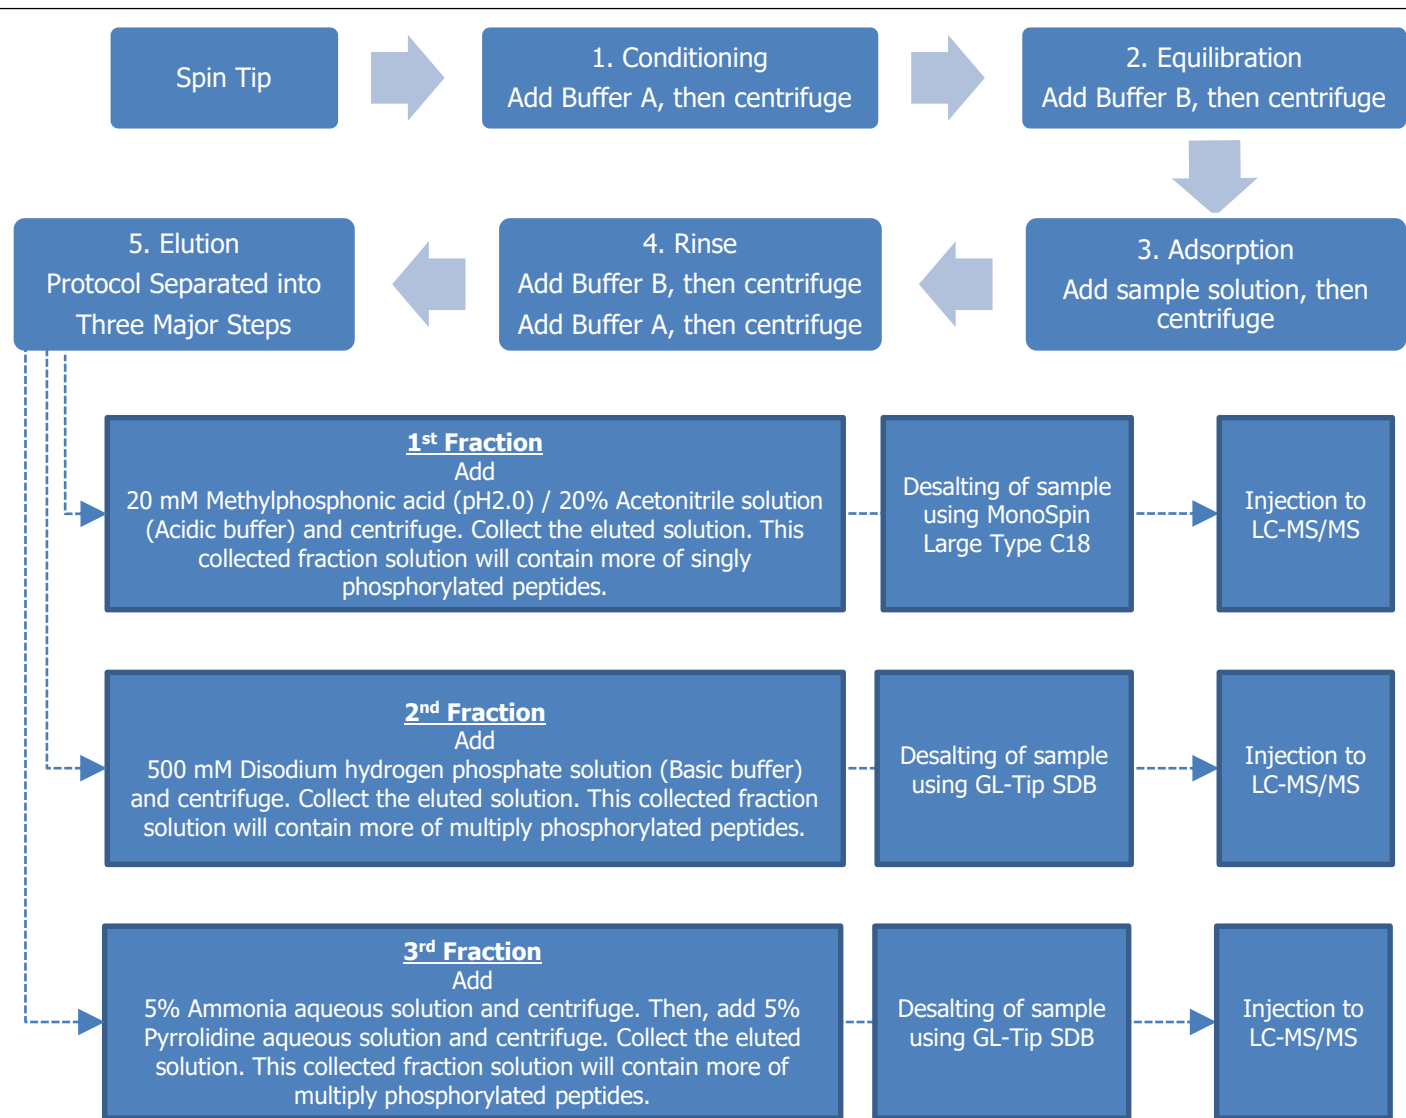 Spin Tip
1. Conditioning
Add Buffer A, then centrifuge
2. Equilibration
Add Buffer B, then centrifuge
3. Adsorption
Add sample solution, then
centrifuge
4. Rinse
Add Buffer B, then centrifuge
Add Buffer A, then centrifuge
5. Elution
Protocol Separated into
Three Major Steps
1st Fraction
Add
20 mM Methylphosphonic acid (pH2.0) / 20% Acetonitrile solution
(Acidic buffer) and centrifuge. Collect the eluted solution. This
collected fraction solution will contain more of singly
phosphorylated peptides.
Desalting of sample
using MonoSpin
Large Type C18
Injection to
LC-MS/MS
2nd Fraction
Add
500 mM Disodium hydrogen phosphate solution (Basic buffer)
and centrifuge. Collect the eluted solution. This collected fraction
solution will contain more of multiply phosphorylated peptides.
Desalting of sample
using GL-Tip SDB
Injection to
LC-MS/MS
3rd Fraction
Add
5% Ammonia aqueous solution and centrifuge. Then, add 5%
Pyrrolidine aqueous solution and centrifuge. Collect the eluted
solution. This collected fraction solution will contain more of
multiply phosphorylated peptides.
Desalting of sample
using GL-Tip SDB
Injection to
LC-MS/MS